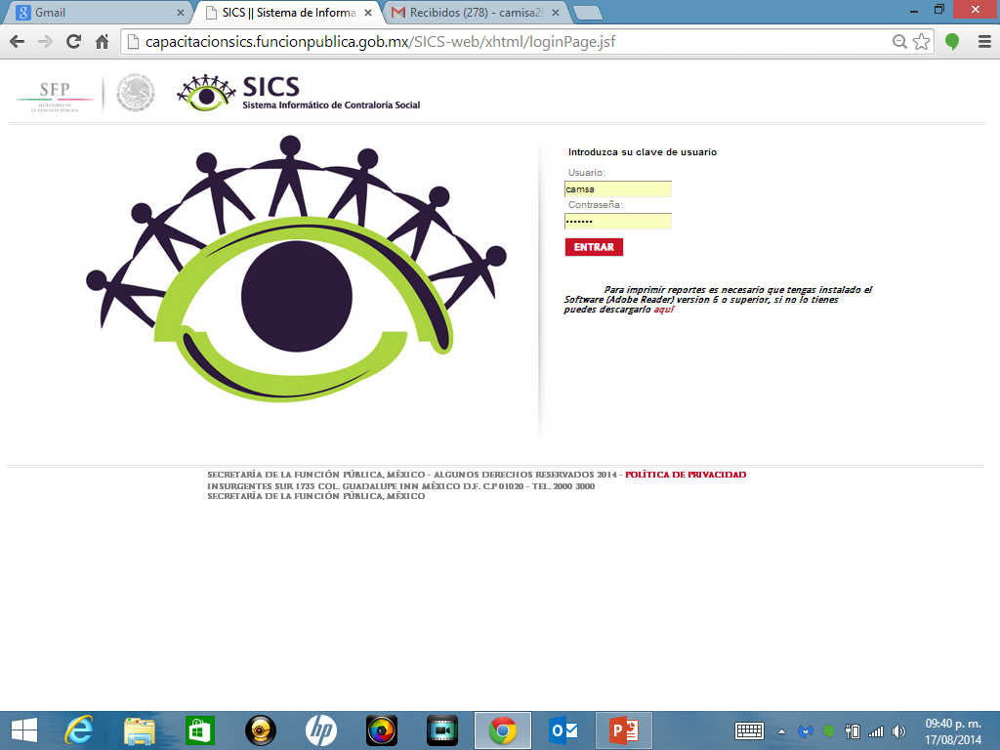 Gmail
SICS || Sistema de Informa
Recibidos (278) - camisa29
capacitacionsics.funcionpublica.gob.mx/SICS-web/xhtml/loginPage.jsf
SFP
SECRETARÍA DE
LA FUNCIÓN PÚBLICA
SICS
Sistema Informático de Contraloría Social
Introduzca su clave de usuario
Usuario:
camsa
Contraseña:
•••••••
ENTRAR
Para imprimir reportes es necesario que tengas instalado el
Software (Adobe Reader) version 6 o superior, si no lo tienes
puedes descargarlo aquí
SECRETARÍA DE LA FUNCIÓN PÚBLICA, MÉXICO - ALGUNOS DERECHOS RESERVADOS 2014 - POLÍTICA DE PRIVACIDAD
INSURGENTES SUR 1735 COL. GUADALUPE INN MÉXICO D.F. C.P 01020 - TEL. 2000 3000
SECRETARÍA DE LA FUNCIÓN PÚBLICA, MÉXICO
09:40 p. m.
17/08/2014